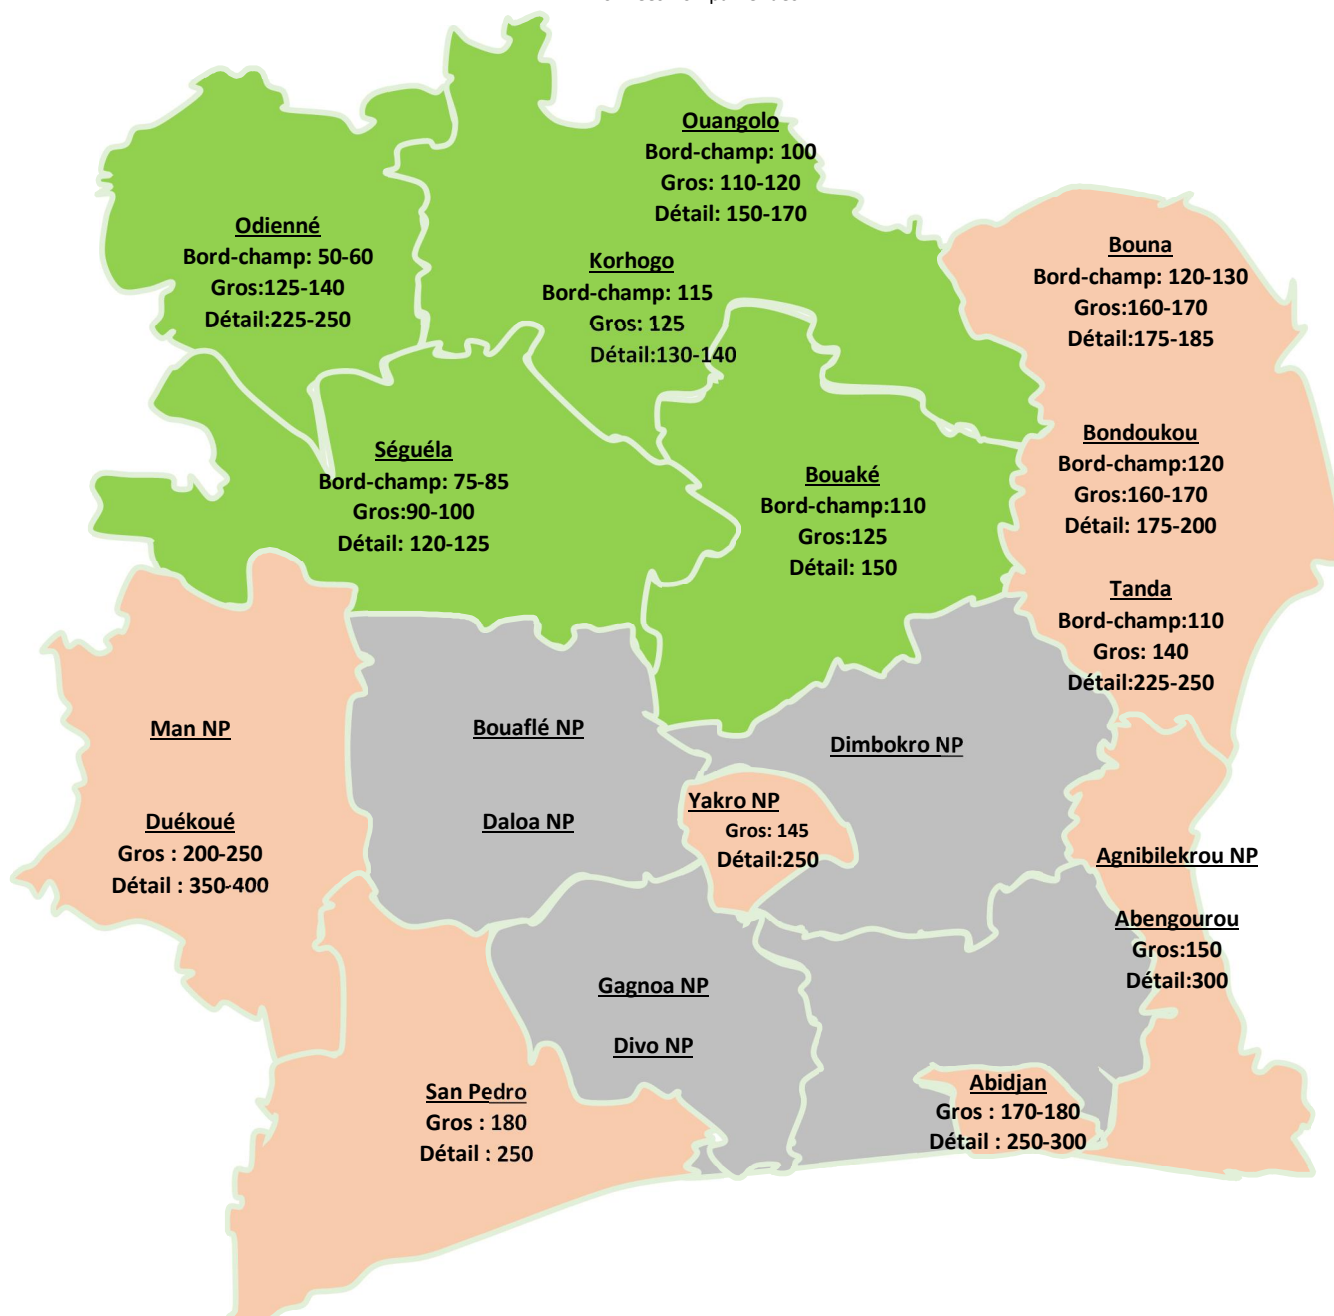 Ouangolo
Bord-champ: 100
Gros: 110-120
Détail: 150-170
Odienné
Bord-champ: 50-60
Gros:125-140
Détail:225-250
Korhogo
Bord-champ: 115
Gros: 125
Détail:130-140
Bouna
Bord-champ: 120-130
Gros:160-170
Détail:175-185
Séguéla
Bord-champ: 75-85
Gros:90-100
Détail: 120-125
Bouaké
Bord-champ:110
Gros:125
Détail: 150
Bondoukou
Bord-champ:120
Gros:160-170
Détail: 175-200
Tanda
Bord-champ:110
Gros: 140
Détail:225-250
Man NP
Bouaflé NP
Dimbokro NP
Duékoué
Gros : 200-250
Détail : 350-400
Daloa NP
Yakro NP
Gros: 145
Détail:250
Agnibilekrou NP
Abengourou
Gros:150
Détail:300
Gagnoa NP
Divo NP
San Pedro
Gros : 180
Détail : 250
Abidjan
Gros : 170-180
Détail : 250-300